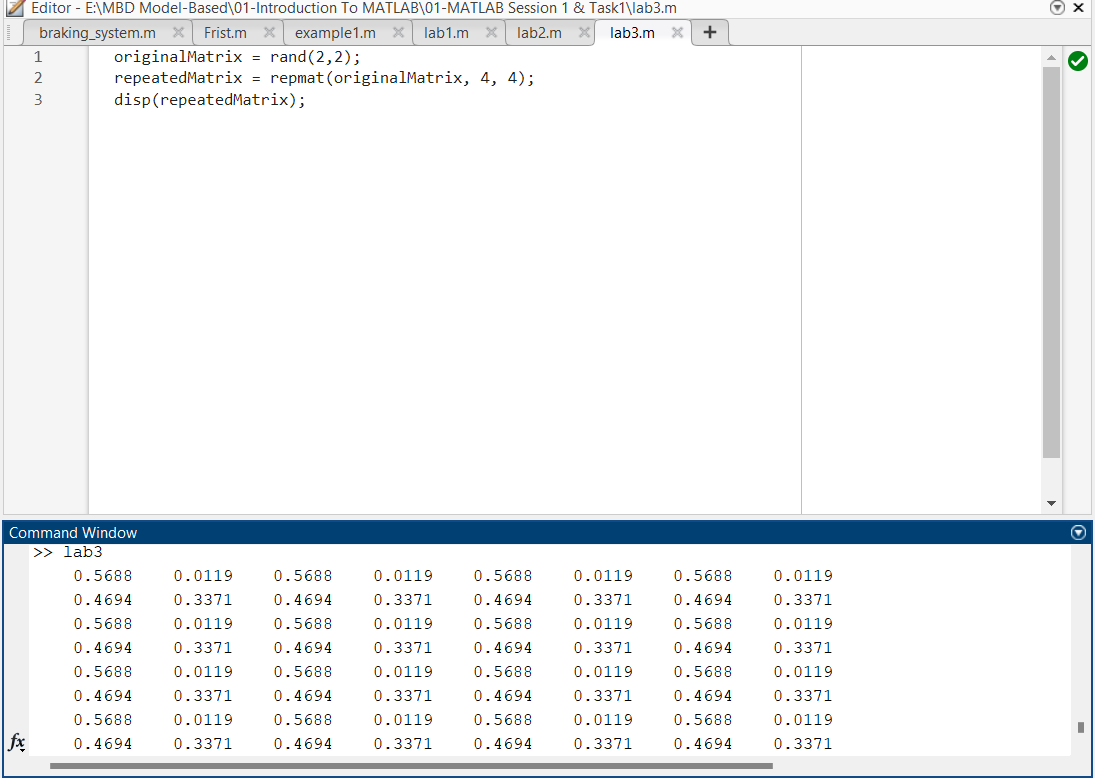 Editor - E:\MBD Model-Based\01-Introduction To MATLAB\01-MATLAB Session 1 & Task1\lab3.m
braking_system.m Frist.m example1.m lab1.m lab2.m lab3.m +
1 originalMatrix = rand(2,2);
2 repeatedMatrix = repmat(originalMatrix, 4, 4);
3 disp(repeatedMatrix);
Command Window
>> lab3
0.5688 0.0119 0.5688 0.0119 0.5688 0.0119 0.5688 0.0119
0.4694 0.3371 0.4694 0.3371 0.4694 0.3371 0.4694 0.3371
0.5688 0.0119 0.5688 0.0119 0.5688 0.0119 0.5688 0.0119
0.4694 0.3371 0.4694 0.3371 0.4694 0.3371 0.4694 0.3371
0.5688 0.0119 0.5688 0.0119 0.5688 0.0119 0.5688 0.0119
0.4694 0.3371 0.4694 0.3371 0.4694 0.3371 0.4694 0.3371
0.5688 0.0119 0.5688 0.0119 0.5688 0.0119 0.5688 0.0119
fx 0.4694 0.3371 0.4694 0.3371 0.4694 0.3371 0.4694 0.3371